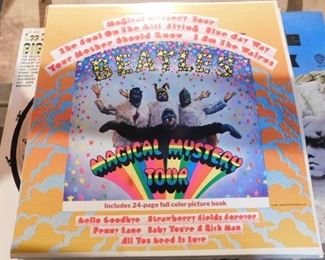 Magical Mystery Tour
The Fool On The Hill Flying Blue Jay Way
Your Mother Should Know I Am the Walrus
BEATLES
MAGICAL MYSTERY
TOUR
Includes 24-page full color picture book
Hello Goodbye Strawberry fields forever
Penny Lane Baby You're A Rich Man
All You Need Is Love